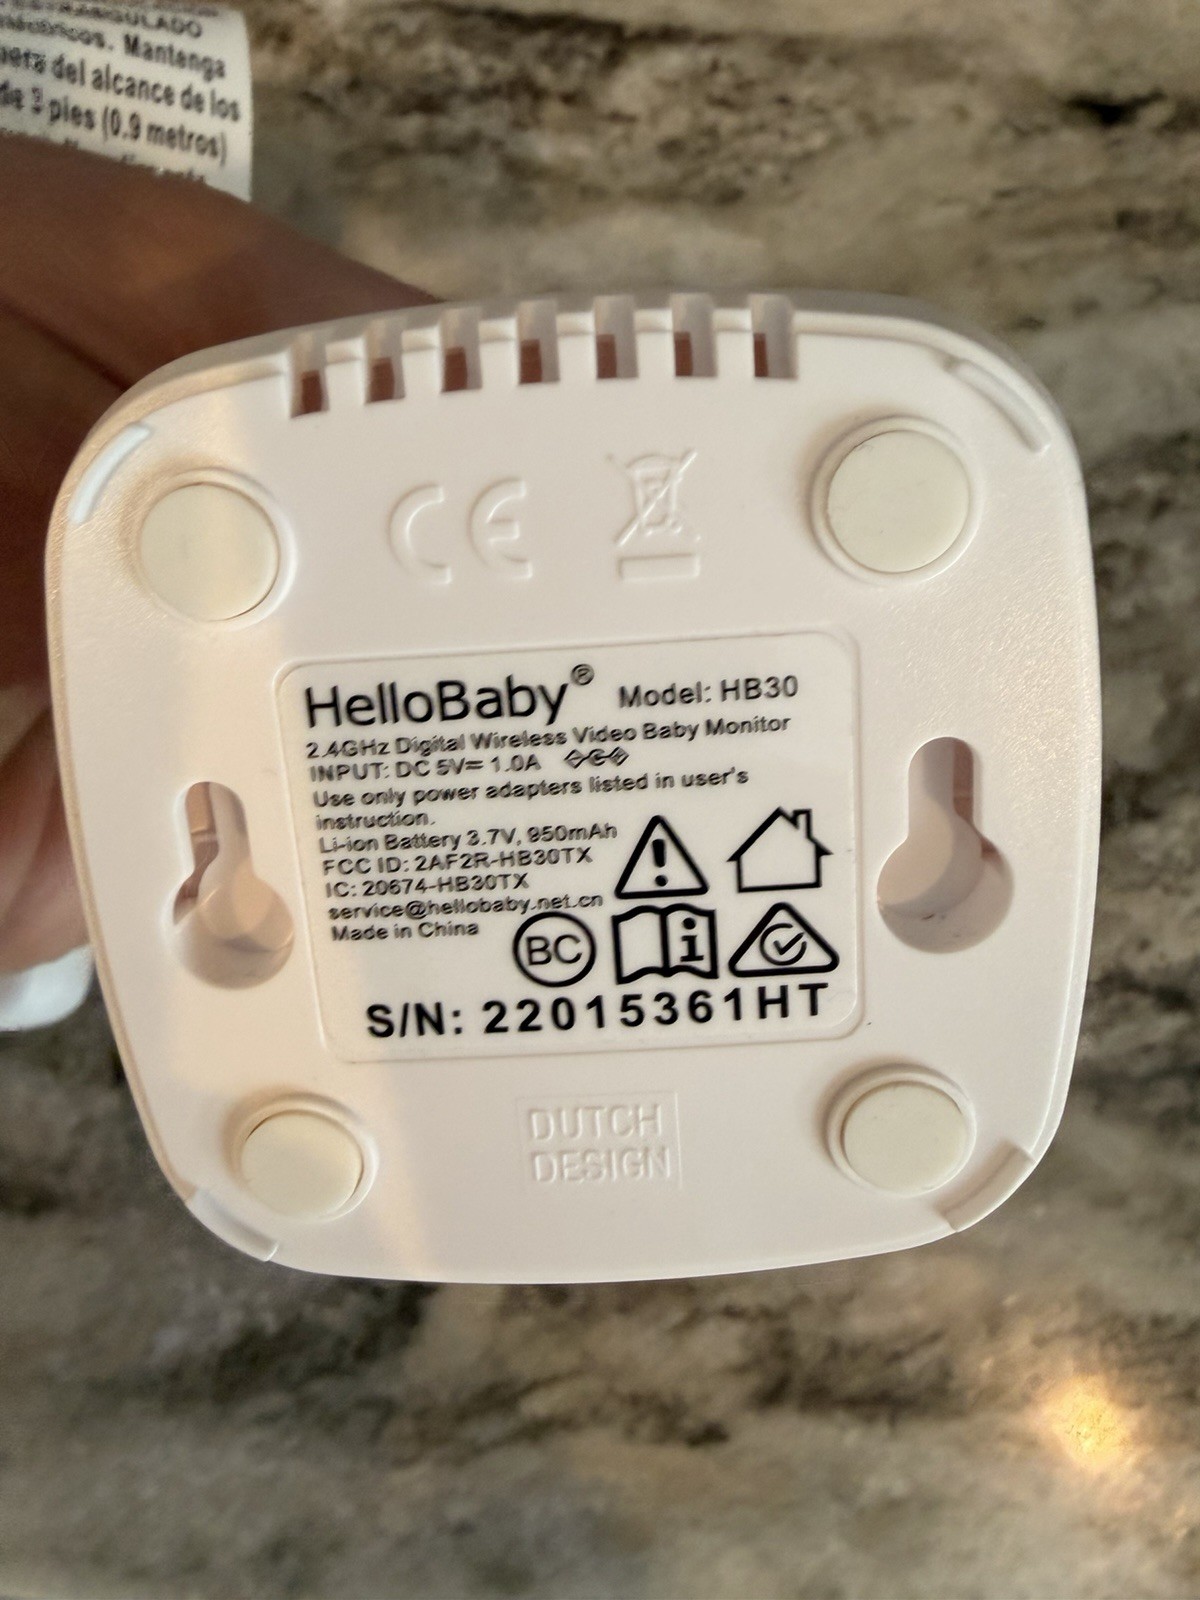 ESTRANGULADO
Mantenga
del alcance de los
de 3 pies (0.9 metros)
CE
HelloBaby® Model: HB30
2.4GHz Digital Wireless Video Baby Monitor
INPUT: DC 5V⎓ 1.0A
Use only power adapters listed in user's
instruction.
Li-ion Battery 3.7V, 950mAh
FCC ID: 2AF2R-HB30TX
IC: 20674-HB30TX
service@hellobaby.net.cn
Made in China
BC
S/N: 22015361HT
DUTCH
DESIGN